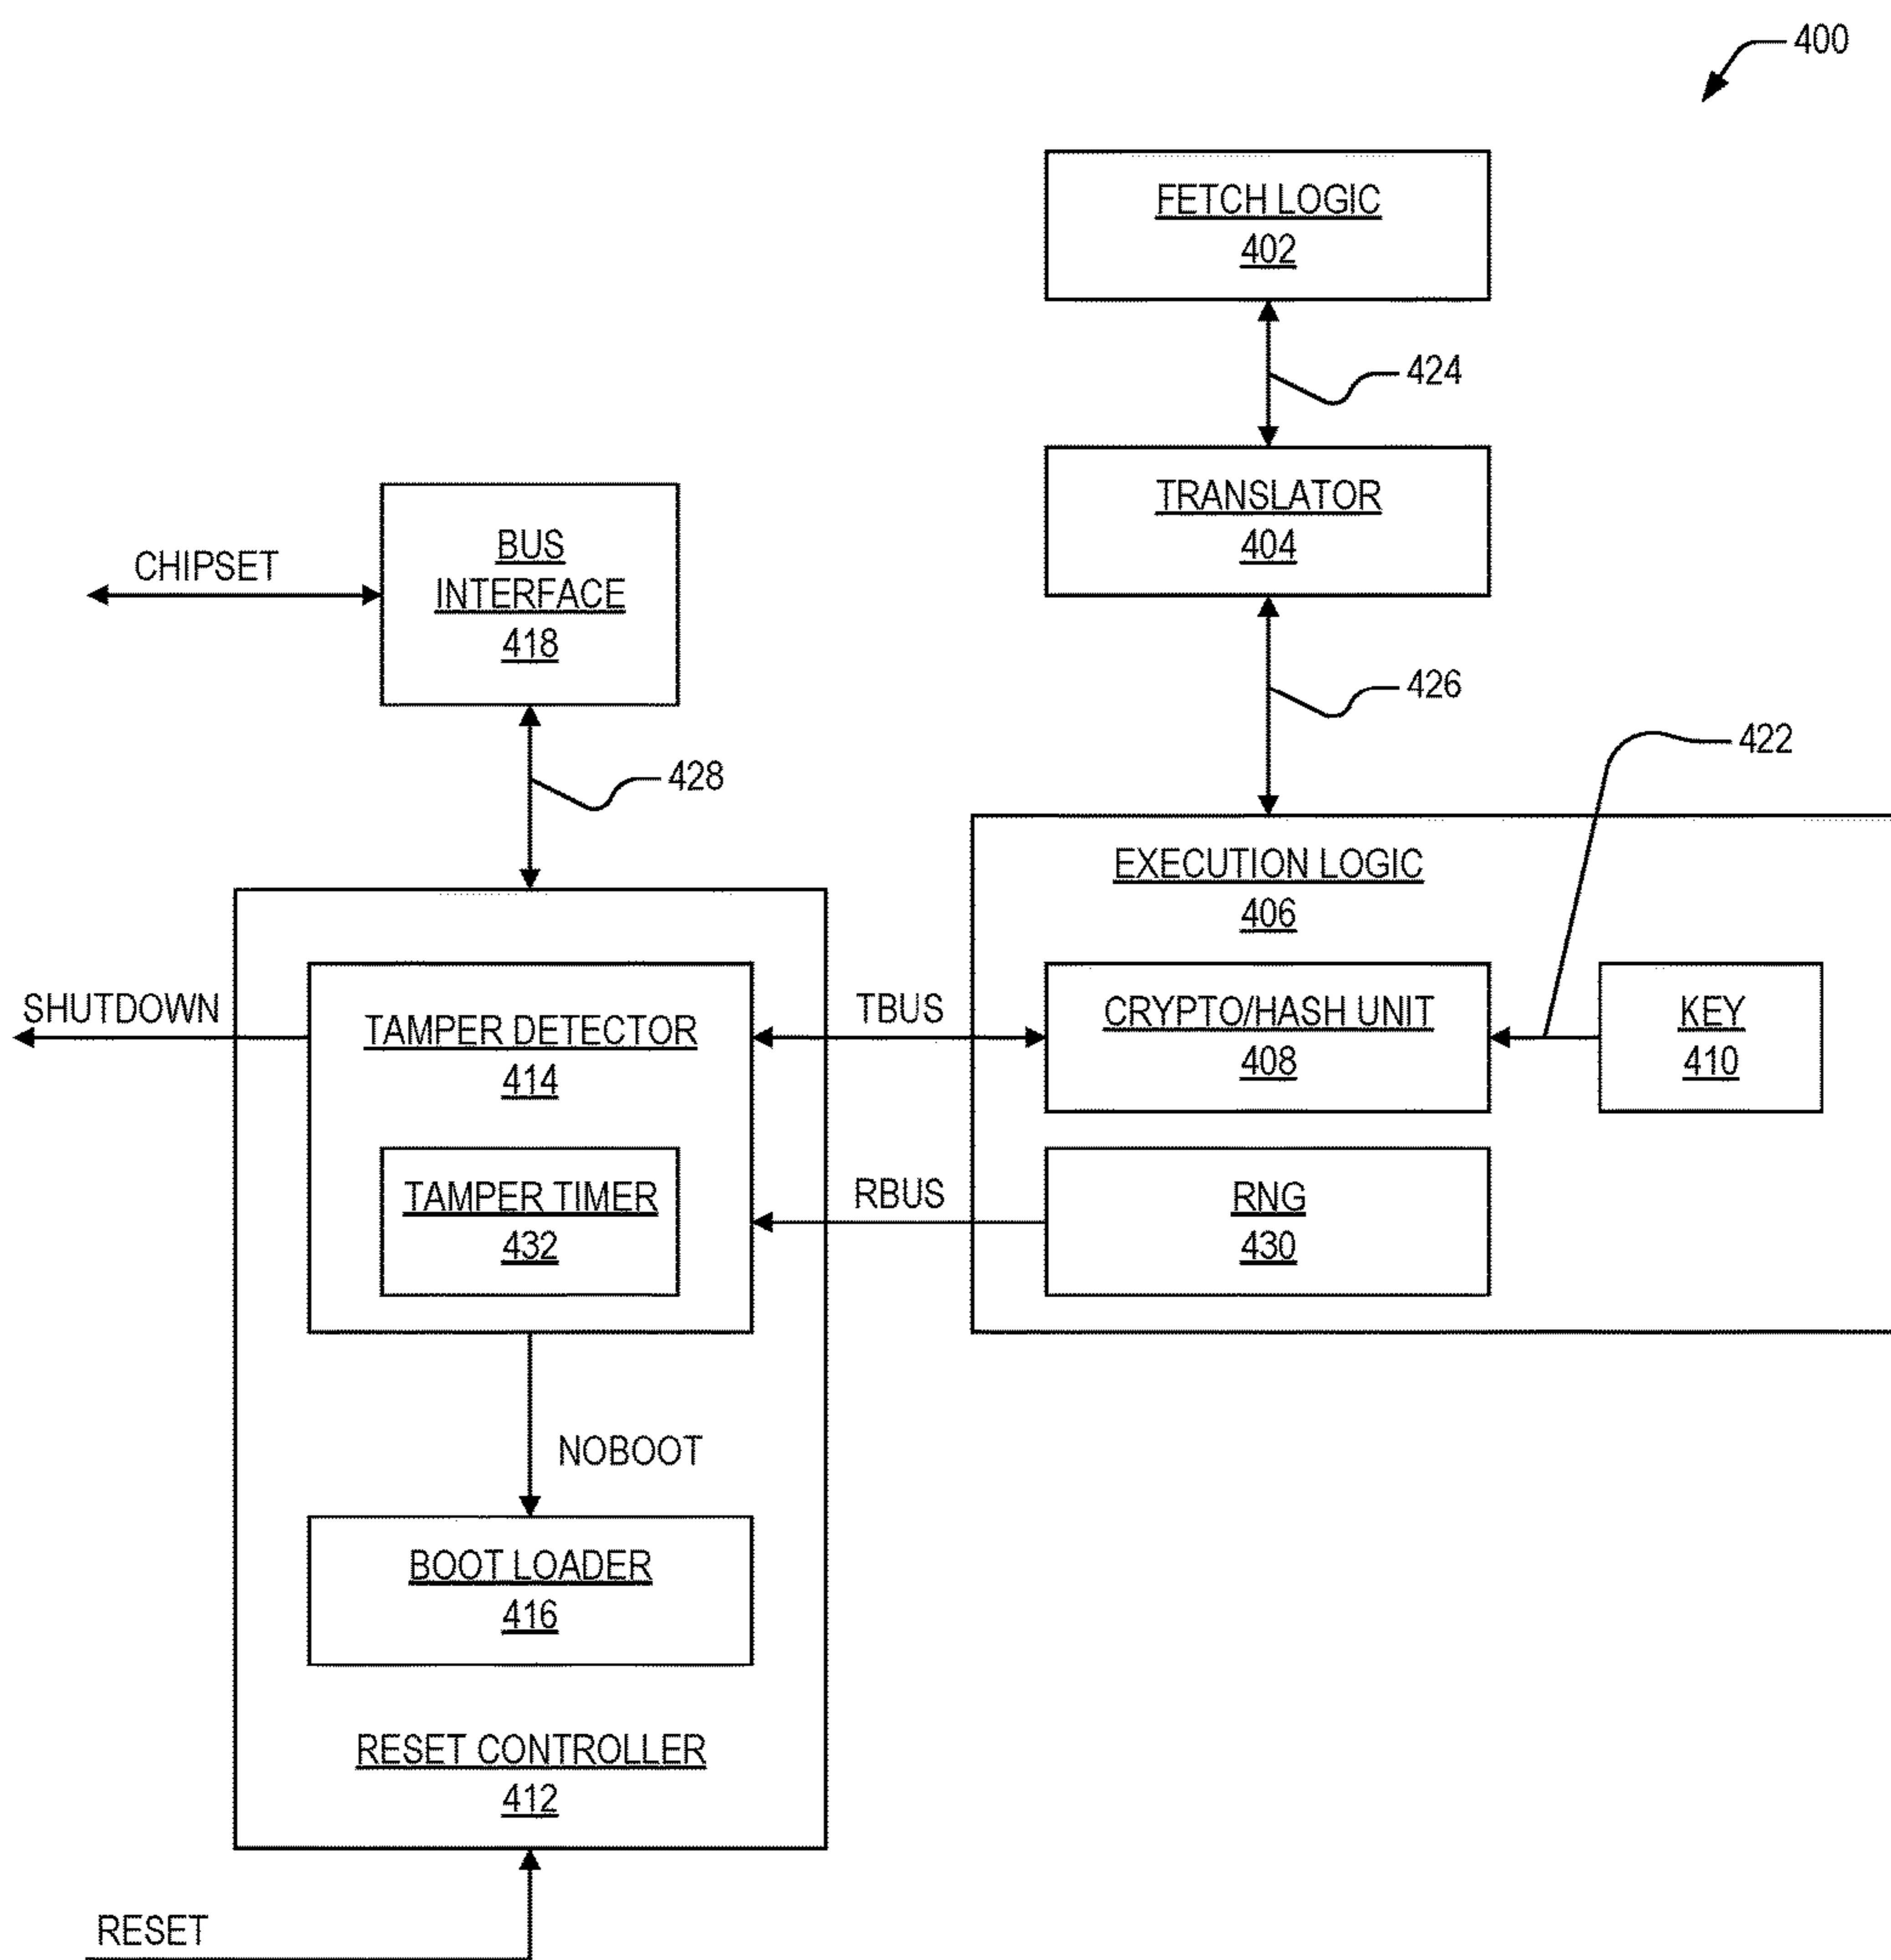 400
FETCH LOGIC
402
424
TRANSLATOR
404
CHIPSET
BUS
INTERFACE
418
426
422
428
EXECUTION LOGIC
406
SHUTDOWN
TAMPER DETECTOR
414
TBUS
CRYPTO/HASH UNIT
408
KEY
410
TAMPER TIMER
432
RBUS
RNG
430
NOBOOT
BOOT LOADER
416
RESET CONTROLLER
412
RESET